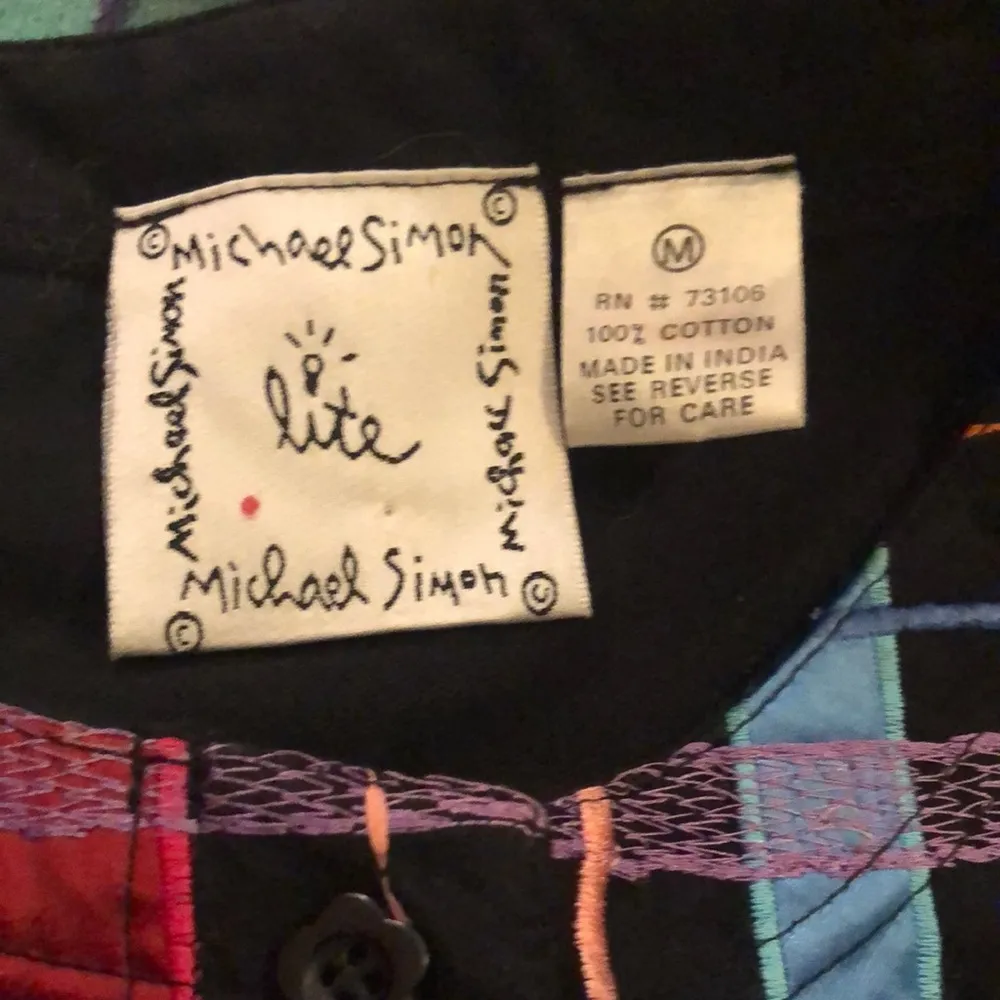 © Michael Simon ©
Michael Simon
Michael Simon
lite
Michael Simon ©
©
M
RN # 73106
100% COTTON
MADE IN INDIA
SEE REVERSE
FOR CARE